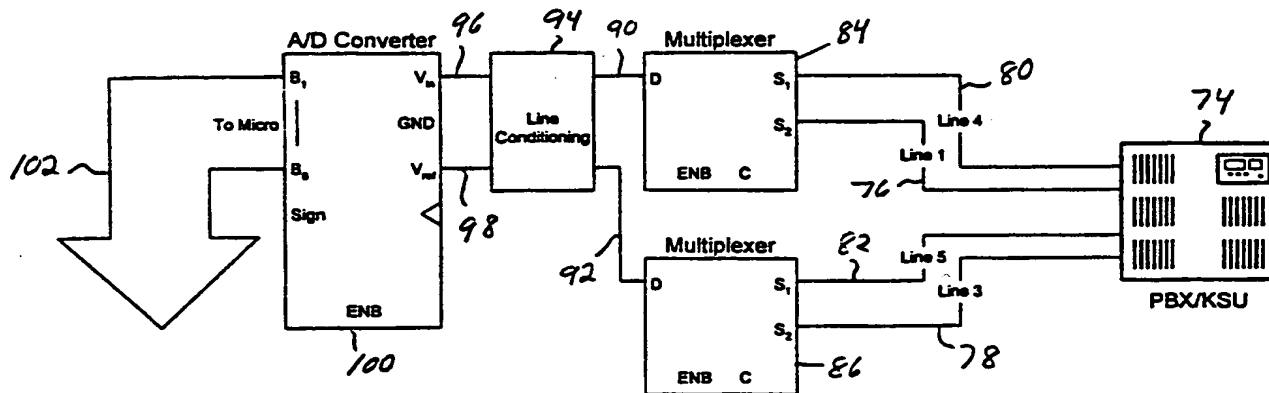 96
94
90
A/D Converter
Multiplexer
84
80
74
B1
Vin
D
S1
To Micro
GND
Line
Conditioning
S2
Line 4
Line 1
102
B8
Vref
76
ENB C
Sign
98
Multiplexer
82
92
Line 5
D
S1
Line 3
PBX/KSU
ENB
S2
100
ENB C
86
78